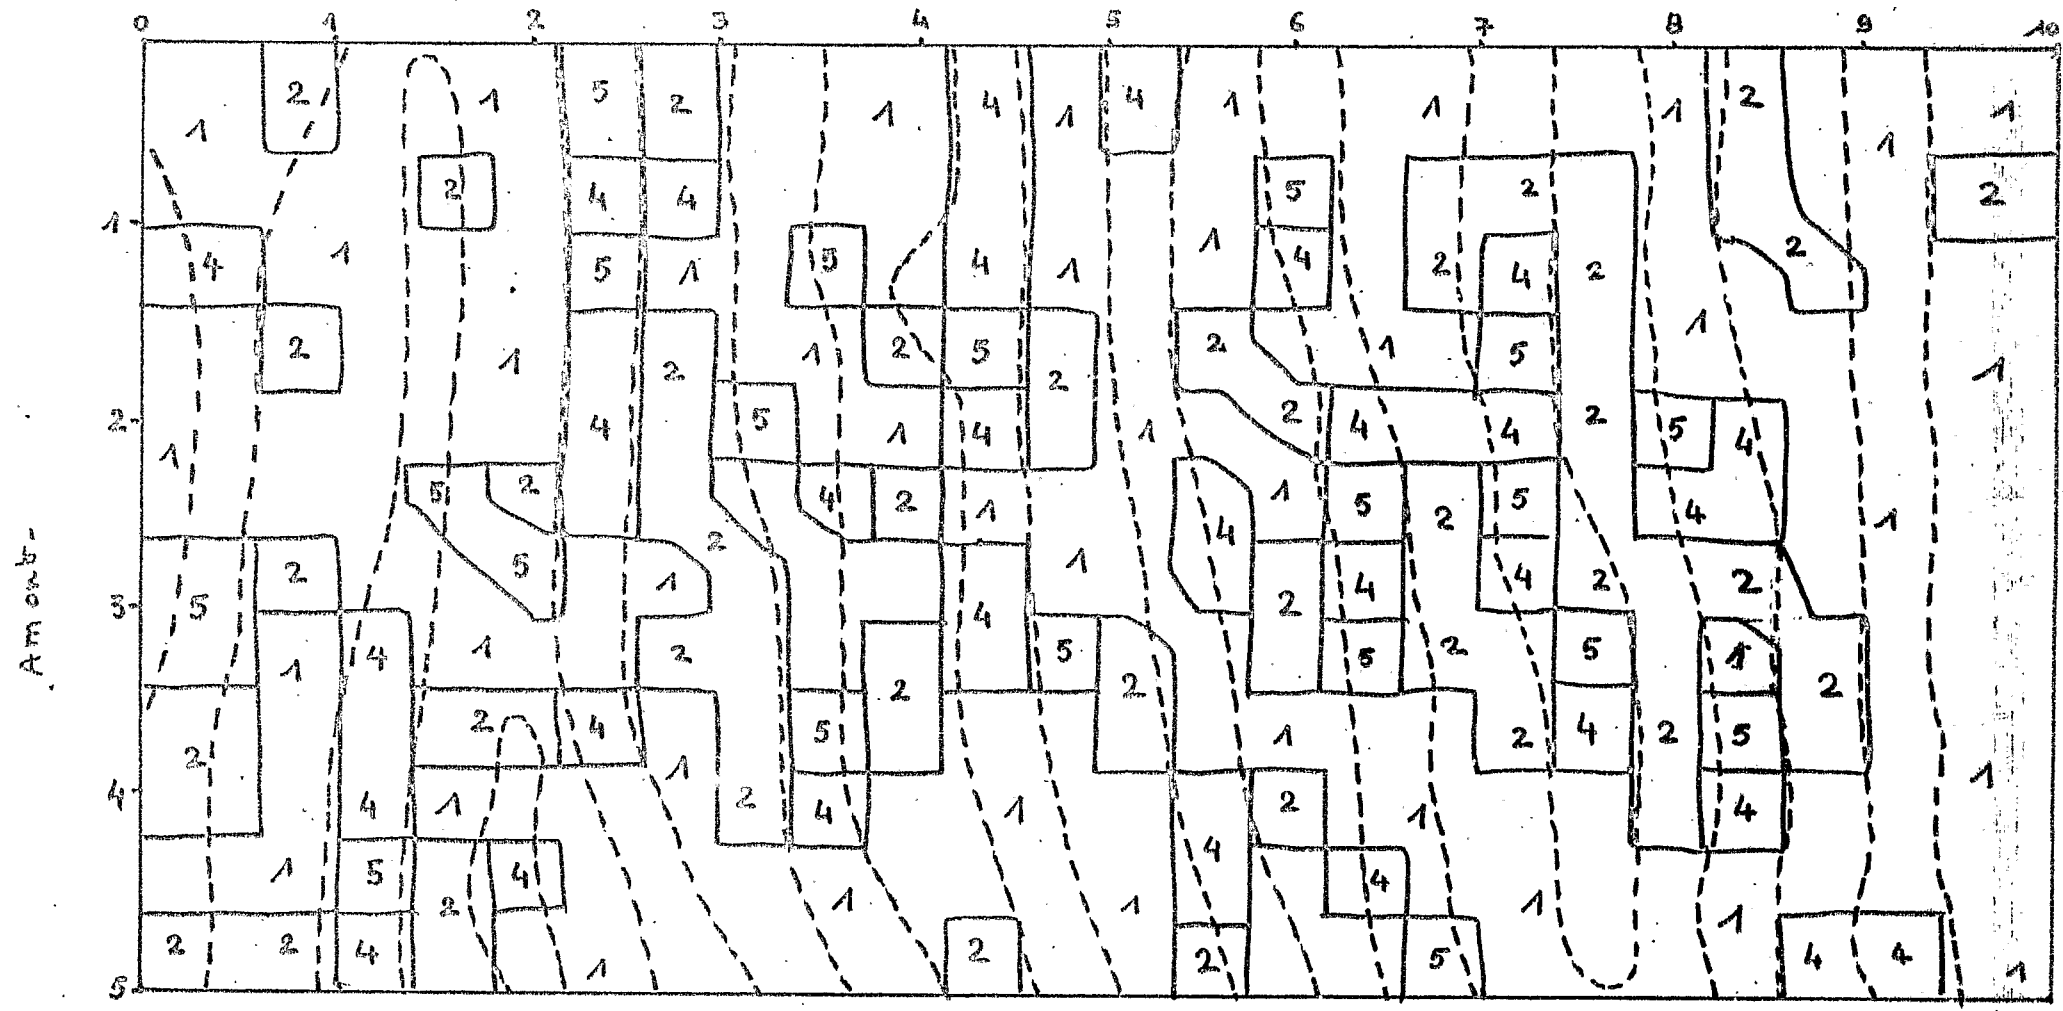 0 1 2 3 4 5 6 7 8 9 10
2 1 5 2 1 4 1 4 1 1 1 2 1
1 1
2 4 4 5 2 2
1
4 1 5 1 5 4 1 1 4 2 4 2 2
2 1 2 1 2 5 2 2 1 5 1 1
2
1 4 5 1 4 1 2 4 4 2 5 4 1
5 2 4 2 1 4 1 5 2 5 4 1
Amont
3
5 2 5 1 2 4 1 2 4 4 2 2
1 4 1 2 2 5 2 5 2 5 1 2
2 2 4 1 5 1 2 4 2 5 1
4
4 1 2 4 1 2 1 4
1 5 2 4 1 1 4 4 1 1
5
2 2 4 1 2 2 5 4 4 1